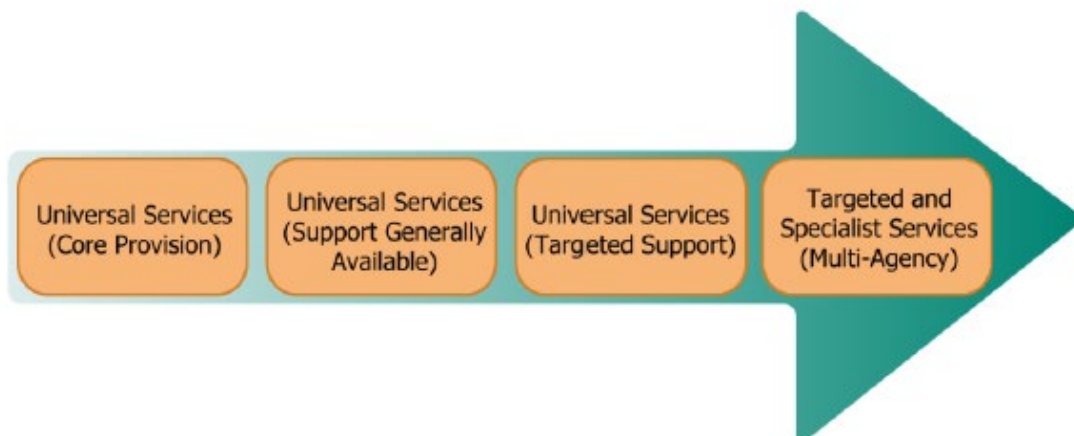 Universal Services
(Core Provision)
Universal Services
(Support Generally
Available)
Universal Services
(Targeted Support)
Targeted and
Specialist Services
(Multi-Agency)